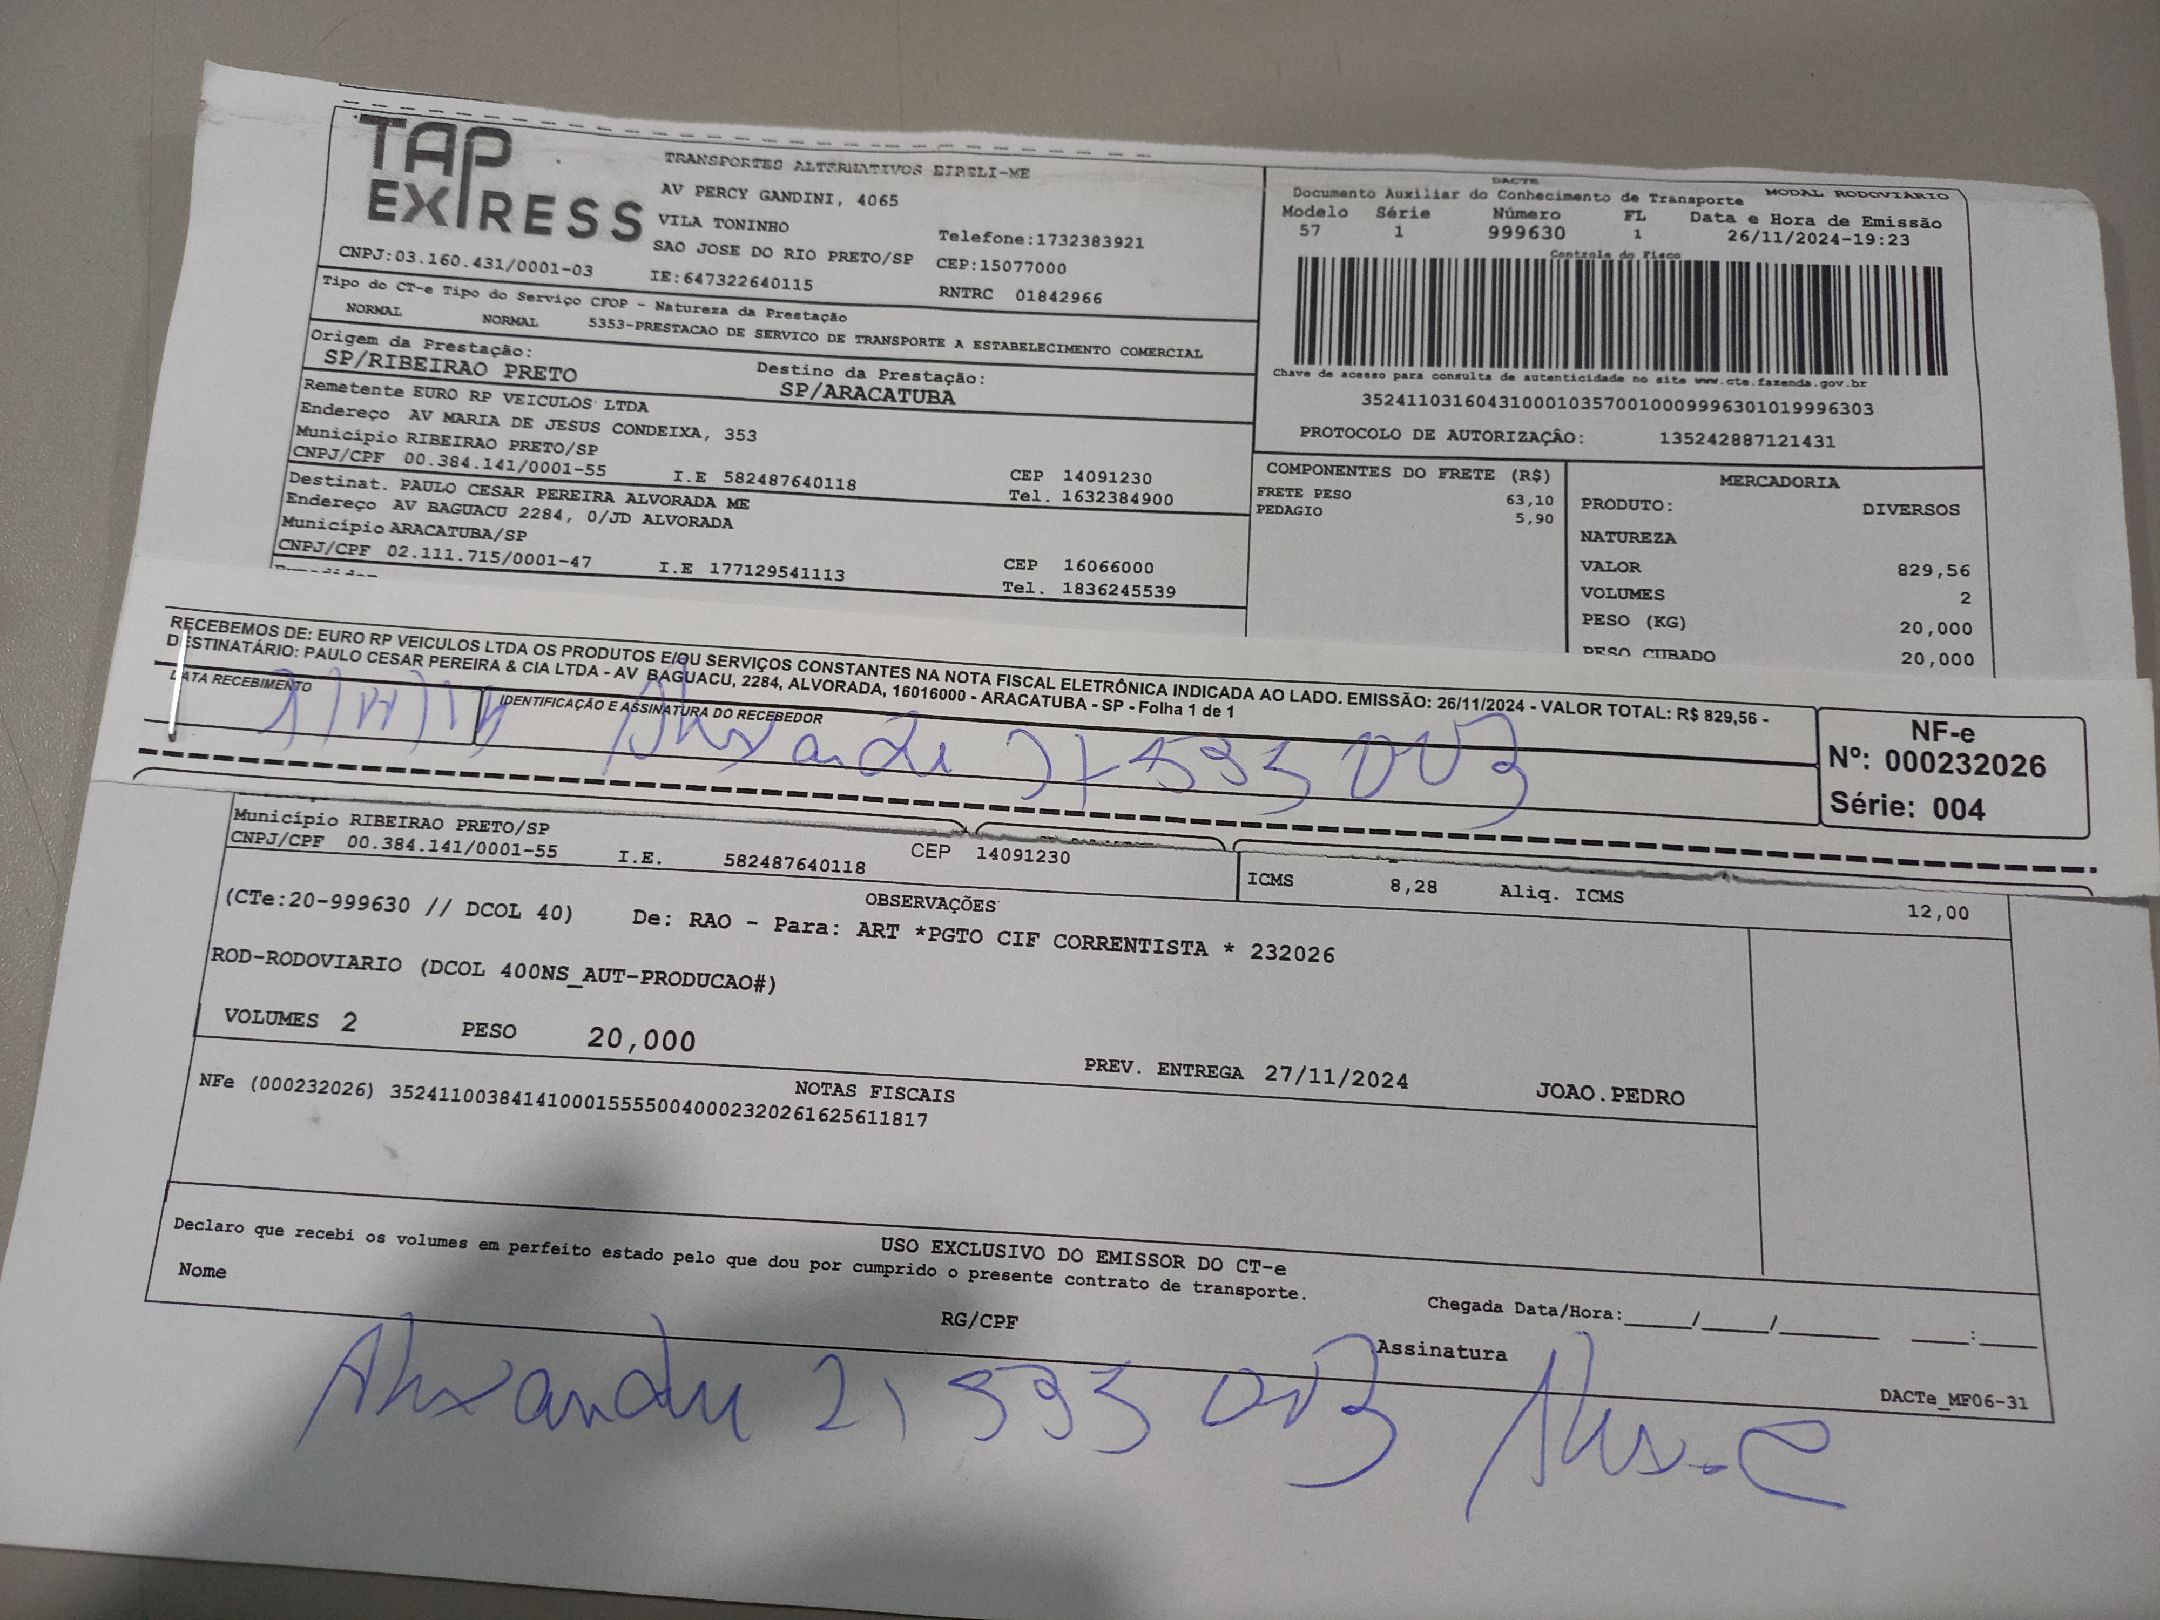 TAP EXPRESS
TRANSPORTES ALTERNATIVOS EIRELI-ME
AV PERCY GANDINI, 4065
VILA TONINHO Telefone:1732383921
SAO JOSE DO RIO PRETO/SP CEP:15077000
CNPJ:03.160.431/0001-03 IE:647322640115 RNTRC 01842966
Tipo do CT-e Tipo do Serviço CFOP - Natureza da Prestação
NORMAL NORMAL 5353-PRESTACAO DE SERVICO DE TRANSPORTE A ESTABELECIMENTO COMERCIAL
Origem da Prestação: Destino da Prestação:
SP/RIBEIRAO PRETO SP/ARACATUBA
Remetente EURO RP VEICULOS LTDA
Endereço AV MARIA DE JESUS CONDEIXA, 353
Município RIBEIRAO PRETO/SP CEP 14091230
CNPJ/CPF 00.384.141/0001-55 I.E 582487640118 Tel. 1632384900
Destinat. PAULO CESAR PEREIRA ALVORADA ME
Endereço AV BAGUACU 2284, 0/JD ALVORADA
Município ARACATUBA/SP CEP 16066000
CNPJ/CPF 02.111.715/0001-47 I.E 177129541113 Tel. 1836245539
DACTE
Documento Auxiliar do Conhecimento de Transporte MODAL RODOVIÁRIO
Modelo Série Número FL Data e Hora de Emissão
57 1 999630 1 26/11/2024-19:23
Controle do Fisco
Chave de acesso para consulta de autenticidade no site www.cte.fazenda.gov.br
35241103160431000103570010009996301019996303
PROTOCOLO DE AUTORIZAÇÃO: 135242887121431
COMPONENTES DO FRETE (R$)
FRETE PESO 63,10
PEDAGIO 5,90
MERCADORIA
PRODUTO: DIVERSOS
NATUREZA
VALOR 829,56
VOLUMES 2
PESO (KG) 20,000
PESO CUBADO 20,000
RECEBEMOS DE: EURO RP VEICULOS LTDA OS PRODUTOS E/OU SERVIÇOS CONSTANTES NA NOTA FISCAL ELETRÔNICA INDICADA AO LADO. EMISSÃO: 26/11/2024 - VALOR TOTAL: R$ 829,56 -
DESTINATÁRIO: PAULO CESAR PEREIRA & CIA LTDA - AV BAGUACU, 2284, ALVORADA, 16016000 - ARACATUBA - SP - Folha 1 de 1
DATA RECEBIMENTO IDENTIFICAÇÃO E ASSINATURA DO RECEBEDOR
NF-e
Nº: 000232026
Série: 004
Município RIBEIRAO PRETO/SP
CNPJ/CPF 00.384.141/0001-55 I.E. 582487640118 CEP 14091230
ICMS 8,28 Aliq. ICMS 12,00
OBSERVAÇÕES
(CTe:20-999630 // DCOL 40) De: RAO - Para: ART *PGTO CIF CORRENTISTA * 232026
ROD-RODOVIARIO (DCOL 400NS_AUT-PRODUCAO#)
VOLUMES 2 PESO 20,000 PREV. ENTREGA 27/11/2024 JOAO.PEDRO
NOTAS FISCAIS
NFe (000232026) 35241100384141000155550040002320261625611817
USO EXCLUSIVO DO EMISSOR DO CT-e
Declaro que recebi os volumes em perfeito estado pelo que dou por cumprido o presente contrato de transporte.
Nome RG/CPF Assinatura Chegada Data/Hora:_____/_____/_______ ____:____
DACTe_MF06-31